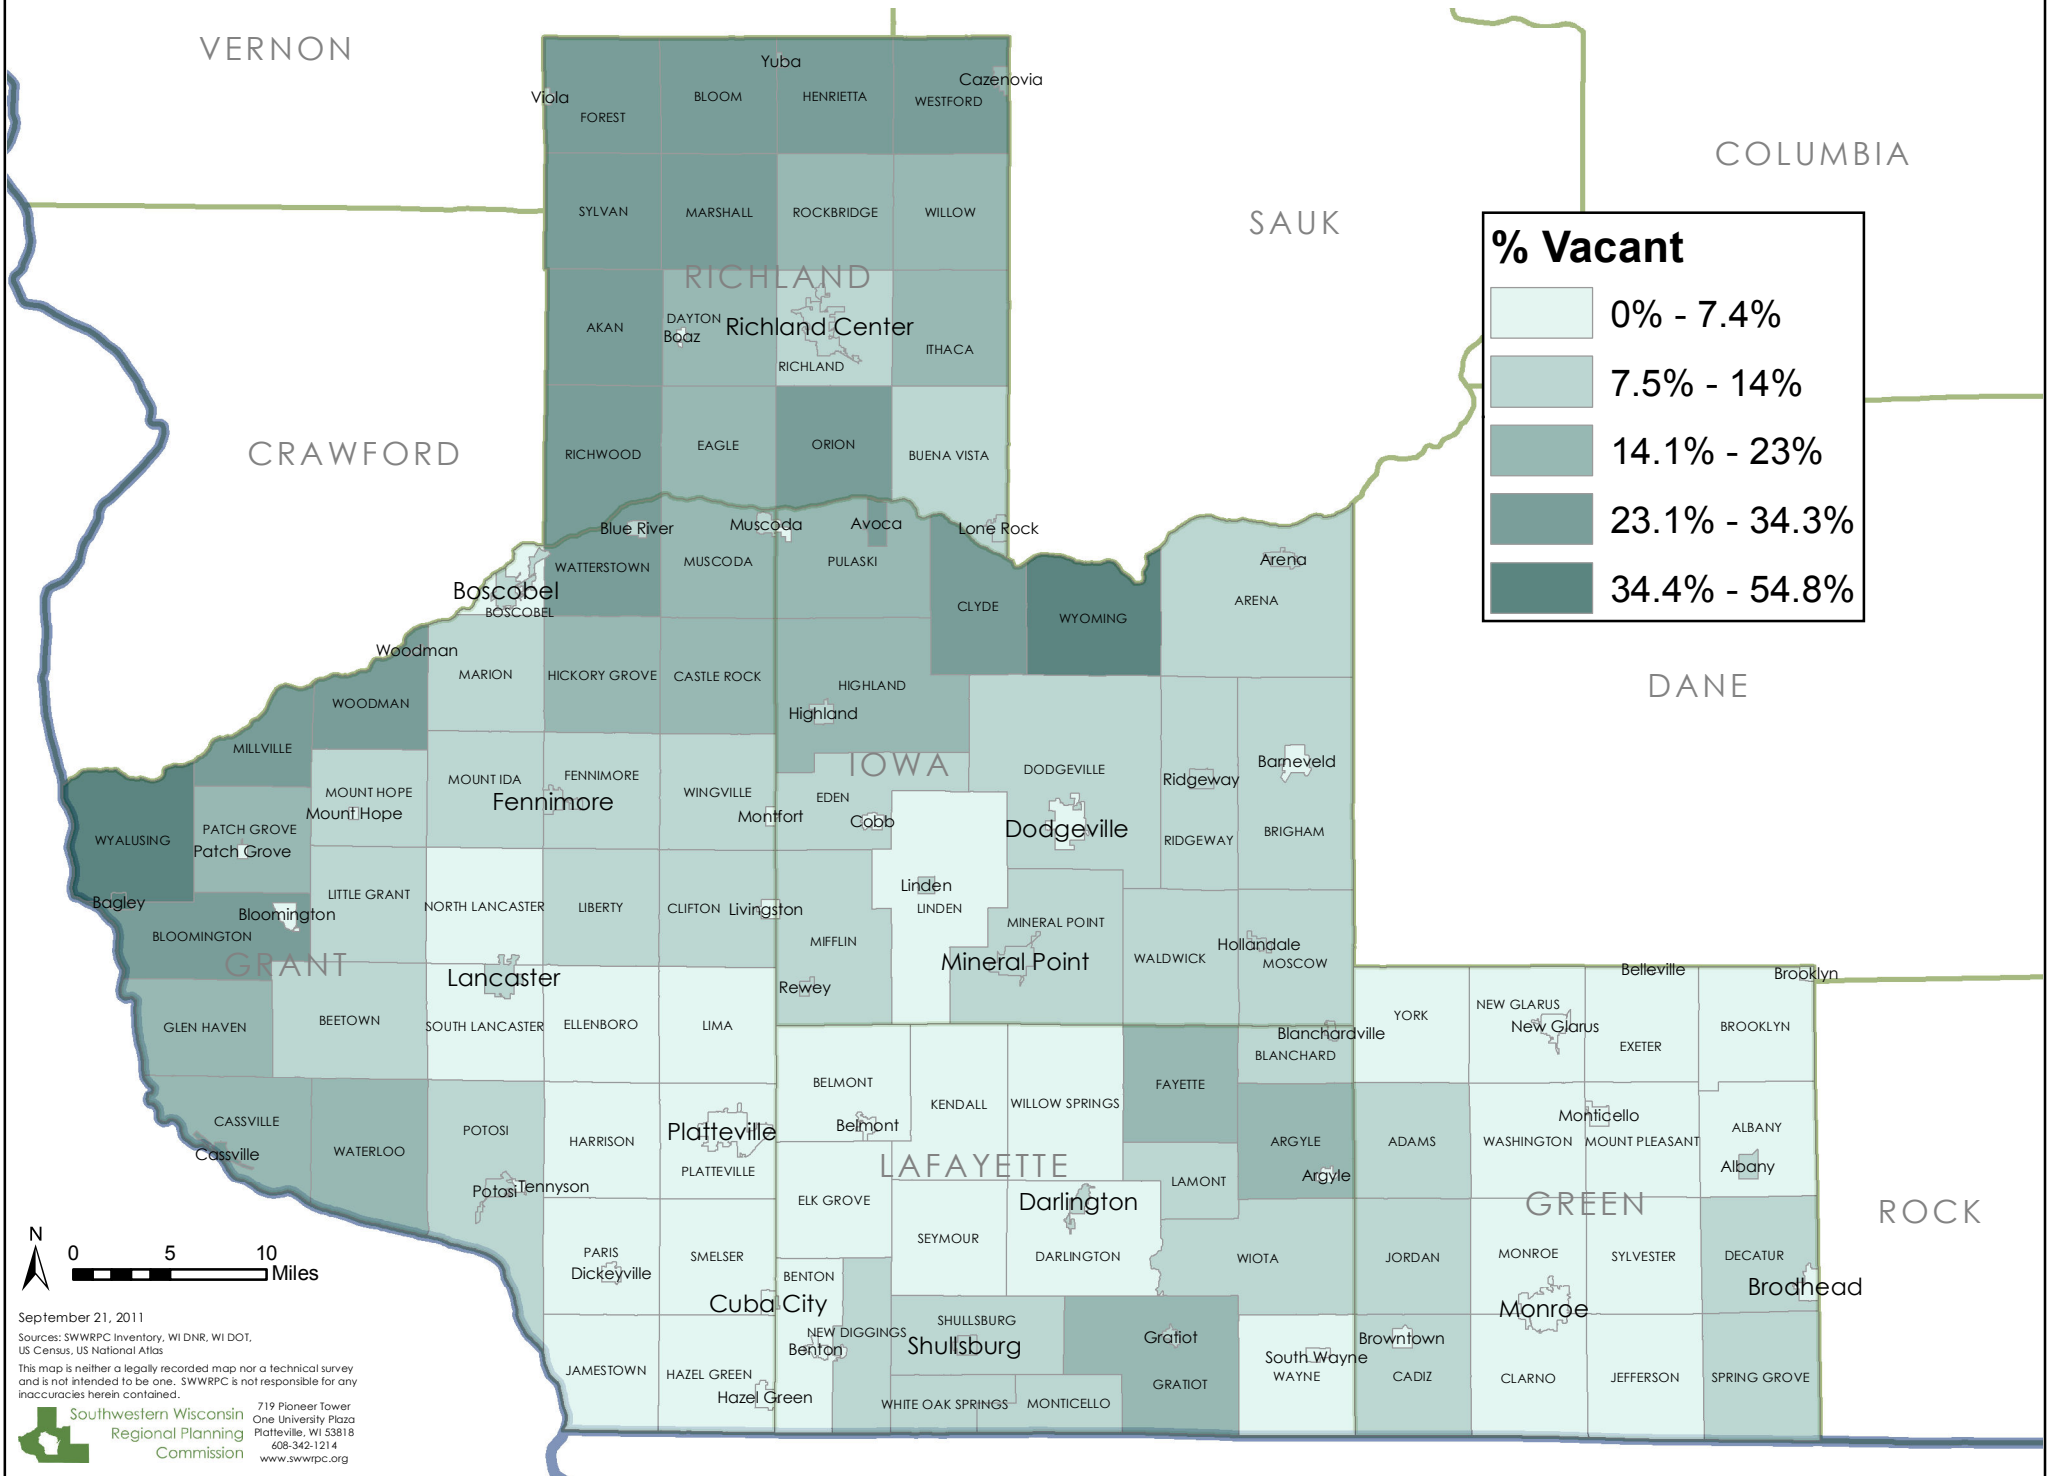 VERNON
Yuba
Cazenovia
Viola
FOREST
BLOOM
HENRIETTA
WESTFORD
COLUMBIA
SYLVAN
MARSHALL
ROCKBRIDGE
WILLOW
SAUK
RICHLAND
AKAN
DAYTON
Boaz
Richland Center
RICHLAND
ITHACA
CRAWFORD
RICHWOOD
EAGLE
ORION
BUENA VISTA
% Vacant
0% - 7.4%
7.5% - 14%
14.1% - 23%
23.1% - 34.3%
34.4% - 54.8%
Blue River
Muscoda
Avoca
Lone Rock
WATTERSTOWN
MUSCODA
PULASKI
Arena
ARENA
Boscobel
BOSCOBEL
CLYDE
WYOMING
Woodman
MARION
HICKORY GROVE
CASTLE ROCK
HIGHLAND
Highland
DANE
WOODMAN
MILLVILLE
IOWA
MOUNT HOPE
Mount Hope
MOUNT IDA
FENNIMORE
Fennimore
WINGVILLE
Montfort
EDEN
Cobb
DODGEVILLE
Dodgeville
Ridgeway
RIDGEWAY
Barneveld
BRIGHAM
WYALUSING
PATCH GROVE
Patch Grove
Bagley
Bloomington
BLOOMINGTON
LITTLE GRANT
NORTH LANCASTER
LIBERTY
CLIFTON
Livingston
Linden
LINDEN
MIFFLIN
MINERAL POINT
Mineral Point
WALDWICK
Hollandale
MOSCOW
GRANT
Lancaster
Rewey
Belleville
Brooklyn
GLEN HAVEN
BEETOWN
SOUTH LANCASTER
ELLENBORO
LIMA
Blanchardville
BLANCHARD
YORK
NEW GLARUS
New Glarus
EXETER
BROOKLYN
BELMONT
Belmont
KENDALL
WILLOW SPRINGS
FAYETTE
CASSVILLE
Cassville
WATERLOO
POTOSI
Potosi
Tennyson
HARRISON
Platteville
PLATTEVILLE
LAFAYETTE
ARGYLE
Argyle
ADAMS
WASHINGTON
Monticello
MOUNT PLEASANT
ALBANY
Albany
ELK GROVE
Darlington
DARLINGTON
LAMONT
GREEN
ROCK
PARIS
Dickeyville
SMELSER
SEYMOUR
WIOTA
JORDAN
MONROE
Monroe
SYLVESTER
DECATUR
Brodhead
BENTON
Cuba City
NEW DIGGINGS
Benton
SHULLSBURG
Shullsburg
Gratiot
GRATIOT
South Wayne
WAYNE
Browntown
CADIZ
CLARNO
JEFFERSON
SPRING GROVE
JAMESTOWN
HAZEL GREEN
Hazel Green
WHITE OAK SPRINGS
MONTICELLO
N
0 5 10
Miles
September 21, 2011
Sources: SWWRPC Inventory, WI DNR, WI DOT,
US Census, US National Atlas
This map is neither a legally recorded map nor a technical survey
and is not intended to be one. SWWRPC is not responsible for any
inaccuracies herein contained.
Southwestern Wisconsin
Regional Planning
Commission
719 Pioneer Tower
One University Plaza
Platteville, WI 53818
608-342-1214
www.swwrpc.org